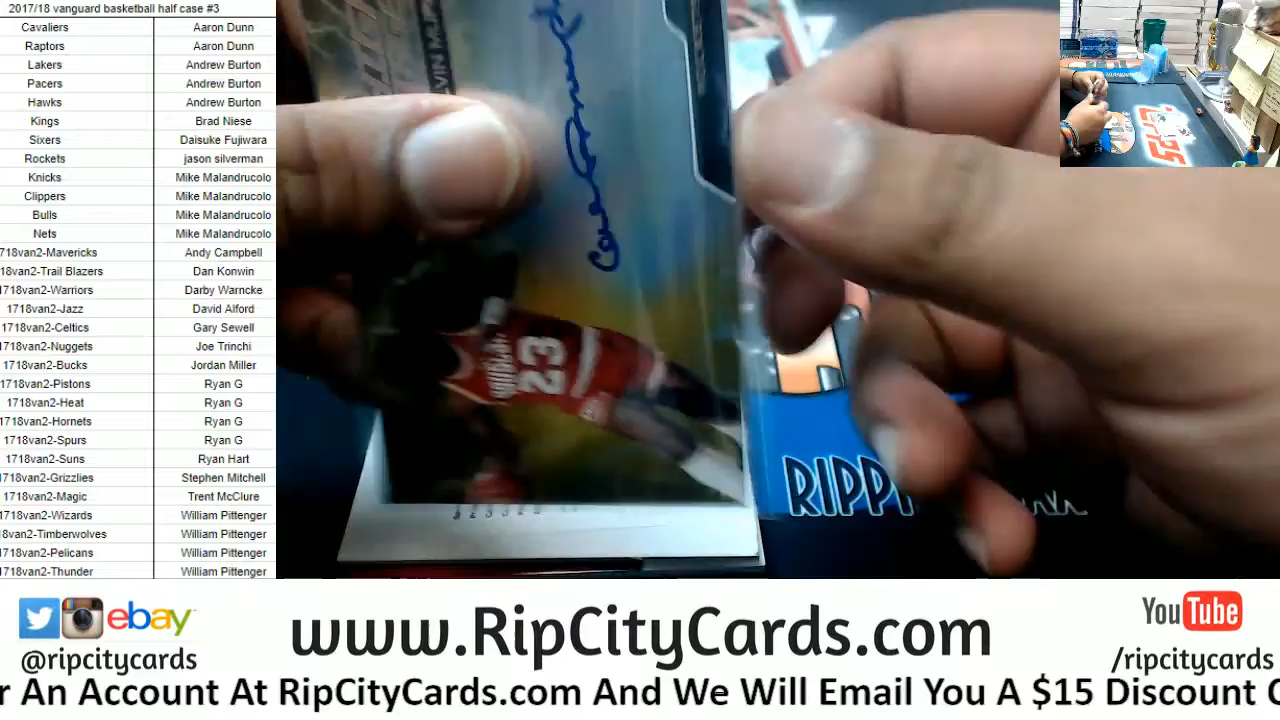 2017/18 vanguard basketball half case #3
Cavaliers Aaron Dunn
Raptors Aaron Dunn
Lakers Andrew Burton
Pacers Andrew Burton
Hawks Andrew Burton
Kings Brad Niese
Sixers Daisuke Fujiwara
Rockets jason silverman
Knicks Mike Malandrucolo
Clippers Mike Malandrucolo
Bulls Mike Malandrucolo
Nets Mike Malandrucolo
718van2-Mavericks Andy Campbell
18van2-Trail Blazers Dan Konwin
1718van2-Warriors Darby Warncke
1718van2-Jazz David Alford
1718van2-Celtics Gary Sewell
1718van2-Nuggets Joe Trinchi
1718van2-Bucks Jordan Miller
1718van2-Pistons Ryan G
1718van2-Heat Ryan G
1718van2-Hornets Ryan G
1718van2-Spurs Ryan G
1718van2-Suns Ryan Hart
1718van2-Grizzlies Stephen Mitchell
1718van2-Magic Trent McClure
1718van2-Wizards William Pittenger
8van2-Timberwolves William Pittenger
1718van2-Pelicans William Pittenger
1718van2-Thunder William Pittenger
23
RIPP
ebay
@ripcitycards
www.RipCityCards.com
YouTube
/ripcitycards
r An Account At RipCityCards.com And We Will Email You A $15 Discount